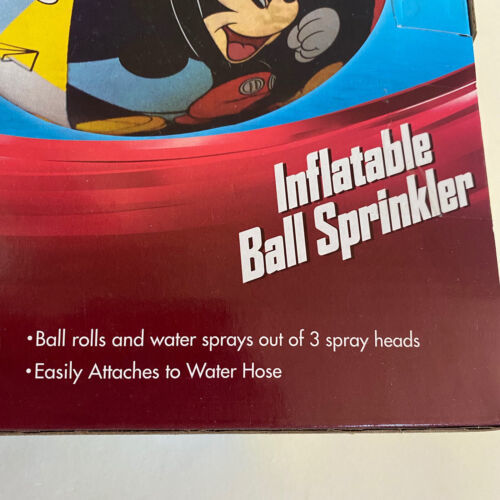 Inflatable
Ball Sprinkler
•Ball rolls and water sprays out of 3 spray heads
•Easily Attaches to Water Hose